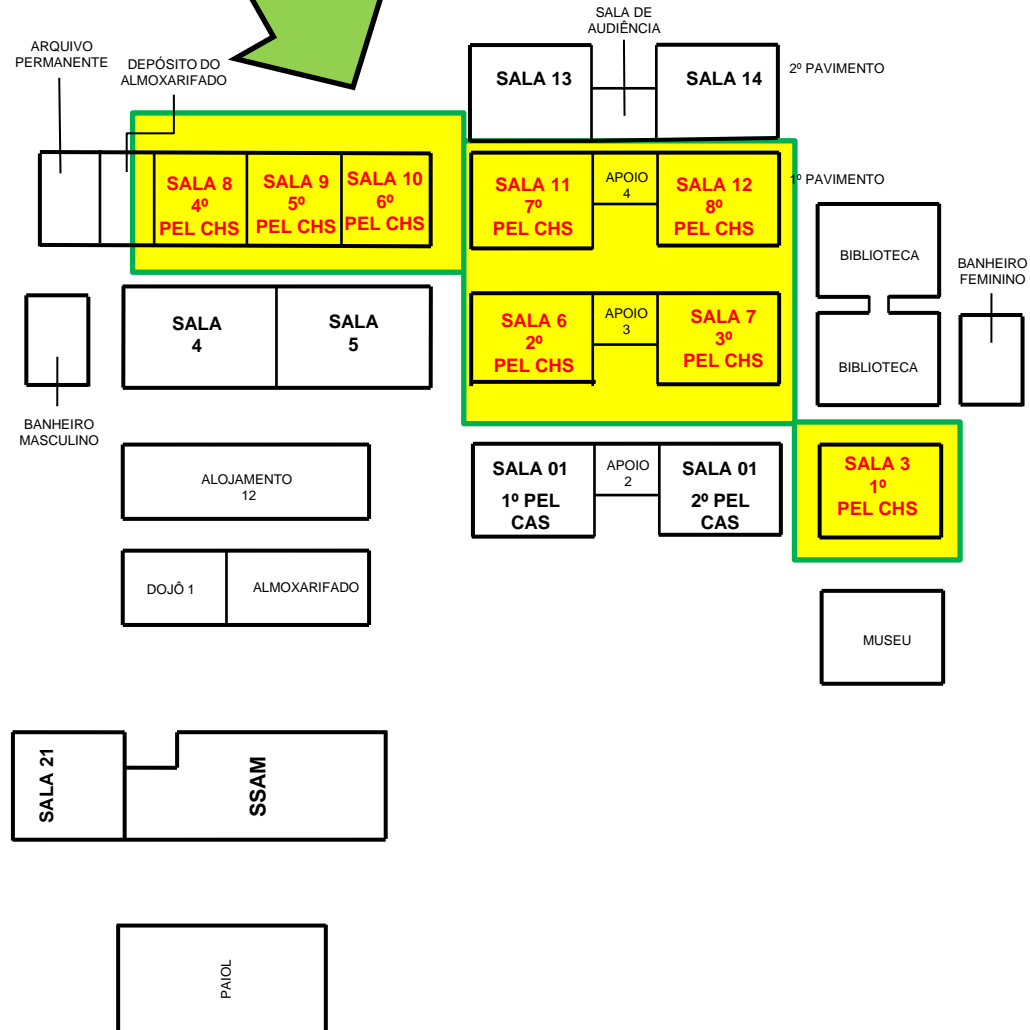 SALA DE
AUDIÊNCIA
ARQUIVO
PERMANENTE
DEPÓSITO DO
ALMOXARIFADO
SALA 13
SALA 14
2º PAVIMENTO
SALA 8
4º
PEL CHS
SALA 9
5º
PEL CHS
SALA 10
6º
PEL CHS
SALA 11
7º
PEL CHS
APOIO
4
SALA 12
8º
PEL CHS
1º PAVIMENTO
BIBLIOTECA
BANHEIRO
FEMININO
SALA
4
SALA
5
SALA 6
2º
PEL CHS
APOIO
3
SALA 7
3º
PEL CHS
BIBLIOTECA
BANHEIRO
MASCULINO
ALOJAMENTO
12
SALA 01
1º PEL
CAS
APOIO
2
SALA 01
2º PEL
CAS
SALA 3
1º
PEL CHS
DOJÔ 1
ALMOXARIFADO
MUSEU
SALA 21
SSAM
PAIOL